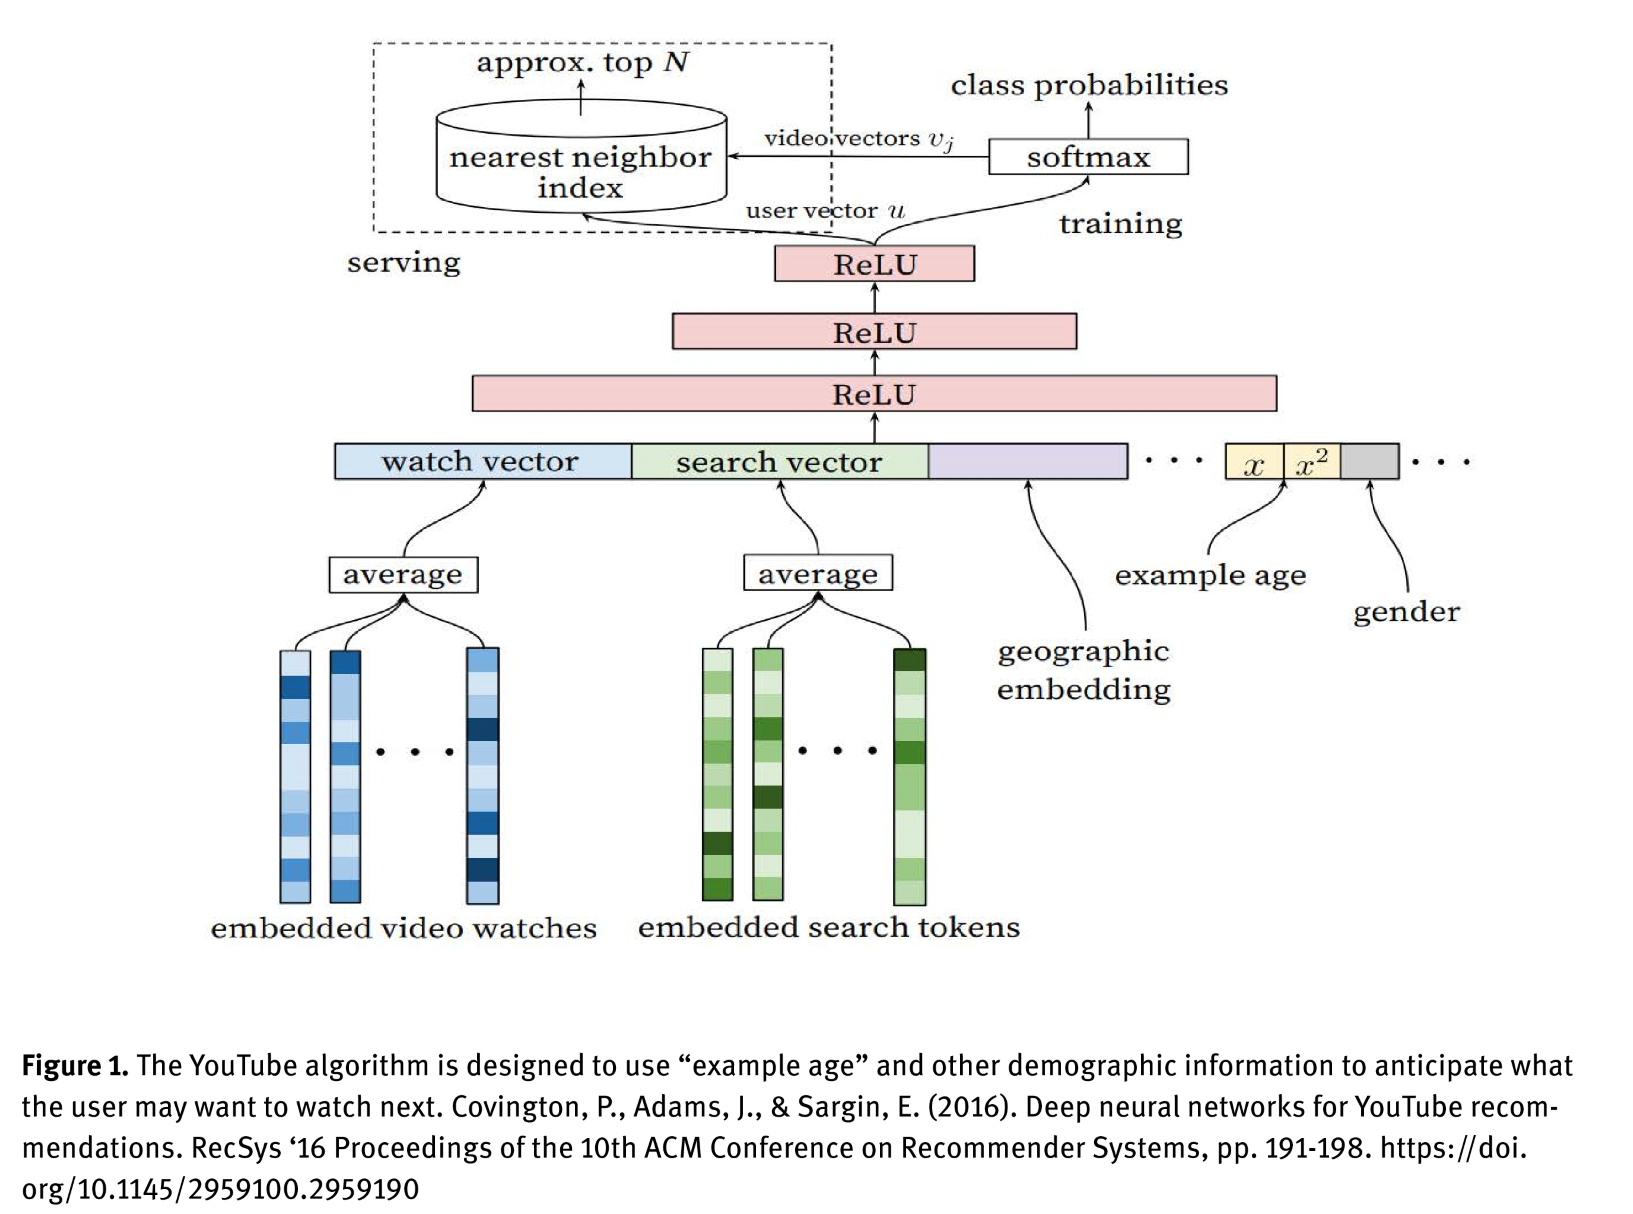 approx. top N
class probabilities
video vectors vj
nearest neighbor
index
softmax
user vector u
training
serving
ReLU
ReLU
ReLU
watch vector
search vector
. . .
x
x²
. . .
average
average
example age
gender
geographic
embedding
. . .
. . .
embedded video watches
embedded search tokens
Figure 1. The YouTube algorithm is designed to use “example age” and other demographic information to anticipate what
the user may want to watch next. Covington, P., Adams, J., & Sargin, E. (2016). Deep neural networks for YouTube recom-
mendations. RecSys ‘16 Proceedings of the 10th ACM Conference on Recommender Systems, pp. 191-198. https://doi.
org/10.1145/2959100.2959190